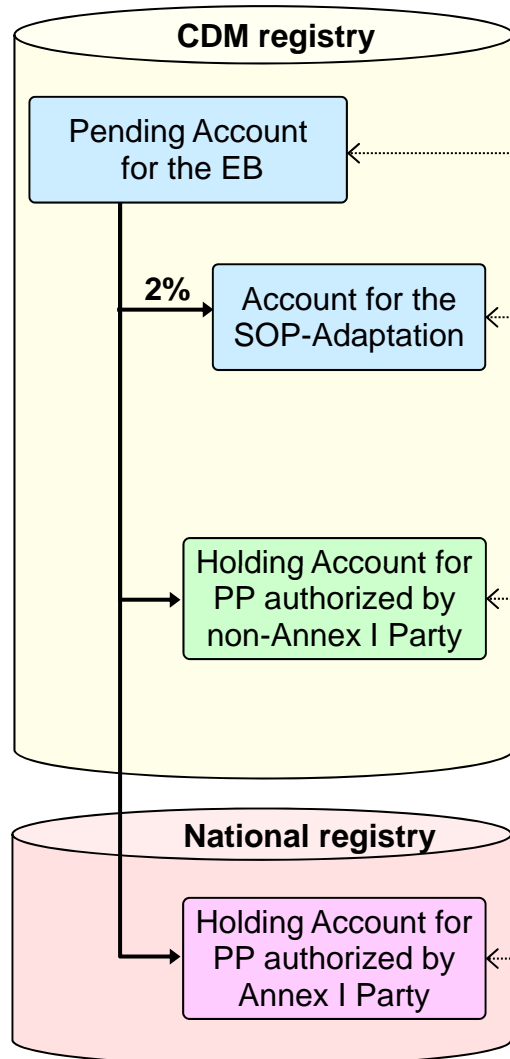 CDM registry
Pending Account
for the EB
2%
Account for the
SOP-Adaptation
Holding Account for
PP authorized by
non-Annex I Party
National registry
Holding Account for
PP authorized by
Annex I Party